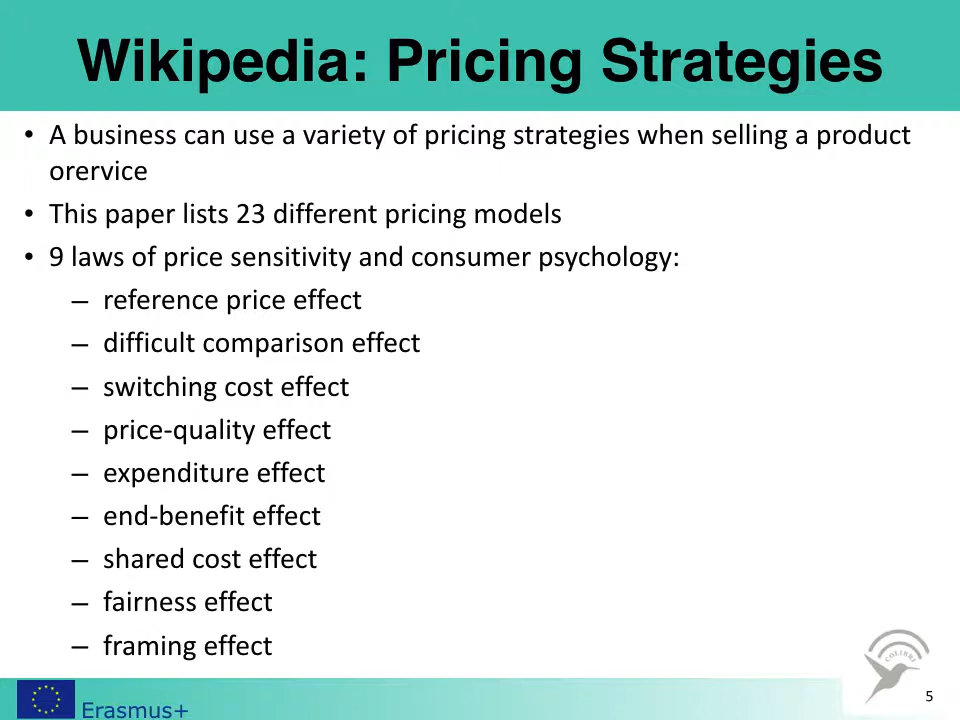 Wikipedia: Pricing Strategies
• A business can use a variety of pricing strategies when selling a product
orervice
• This paper lists 23 different pricing models
• 9 laws of price sensitivity and consumer psychology:
– reference price effect
– difficult comparison effect
– switching cost effect
– price-quality effect
– expenditure effect
– end-benefit effect
– shared cost effect
– fairness effect
– framing effect
COLIBRI
Erasmus+
5